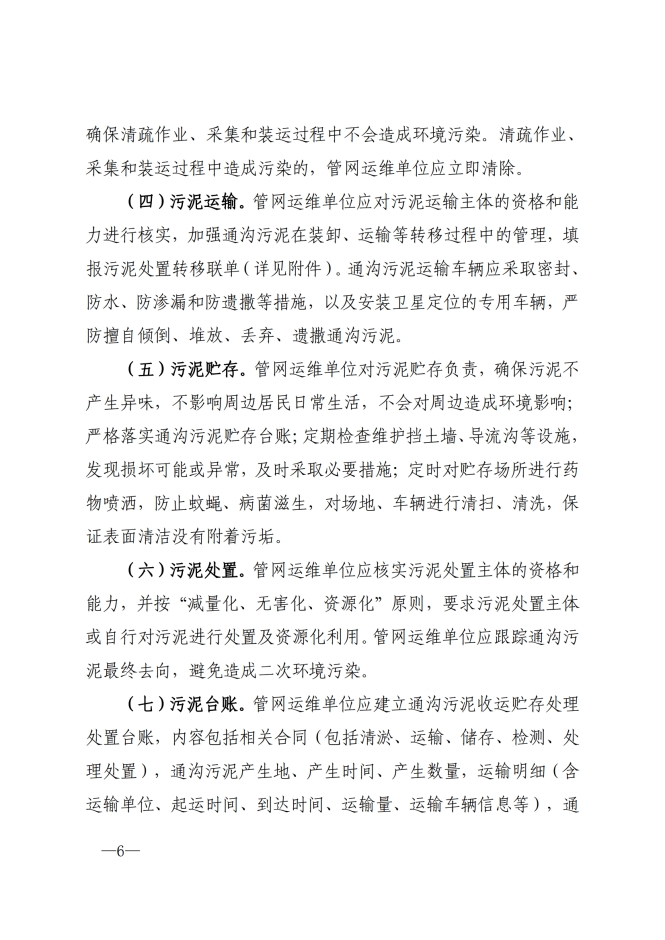 确保清疏作业、采集和装运过程中不会造成环境污染。清疏作业、
采集和装运过程中造成污染的，管网运维单位应立即清除。
（四）污泥运输。管网运维单位应对污泥运输主体的资格和能
力进行核实，加强通沟污泥在装卸、运输等转移过程中的管理，填
报污泥处置转移联单（详见附件）。通沟污泥运输车辆应采取密封、
防水、防渗漏和防遗撒等措施，以及安装卫星定位的专用车辆，严
防擅自倾倒、堆放、丢弃、遗撒通沟污泥。
（五）污泥贮存。管网运维单位对污泥贮存负责，确保污泥不
产生异味，不影响周边居民日常生活，不会对周边造成环境影响；
严格落实通沟污泥贮存台账；定期检查维护挡土墙、导流沟等设施，
发现损坏可能或异常，及时采取必要措施；定时对贮存场所进行药
物喷洒，防止蚊蝇、病菌滋生，对场地、车辆进行清扫、清洗，保
证表面清洁没有附着污垢。
（六）污泥处置。管网运维单位应核实污泥处置主体的资格和
能力，并按“减量化、无害化、资源化”原则，要求污泥处置主体
或自行对污泥进行处置及资源化利用。管网运维单位应跟踪通沟污
泥最终去向，避免造成二次环境污染。
（七）污泥台账。管网运维单位应建立通沟污泥收运贮存处理
处置台账，内容包括相关合同（包括清淤、运输、储存、检测、处
理处置），通沟污泥产生地、产生时间、产生数量，运输明细（含
运输单位、起运时间、到达时间、运输量、运输车辆信息等），通
—6—